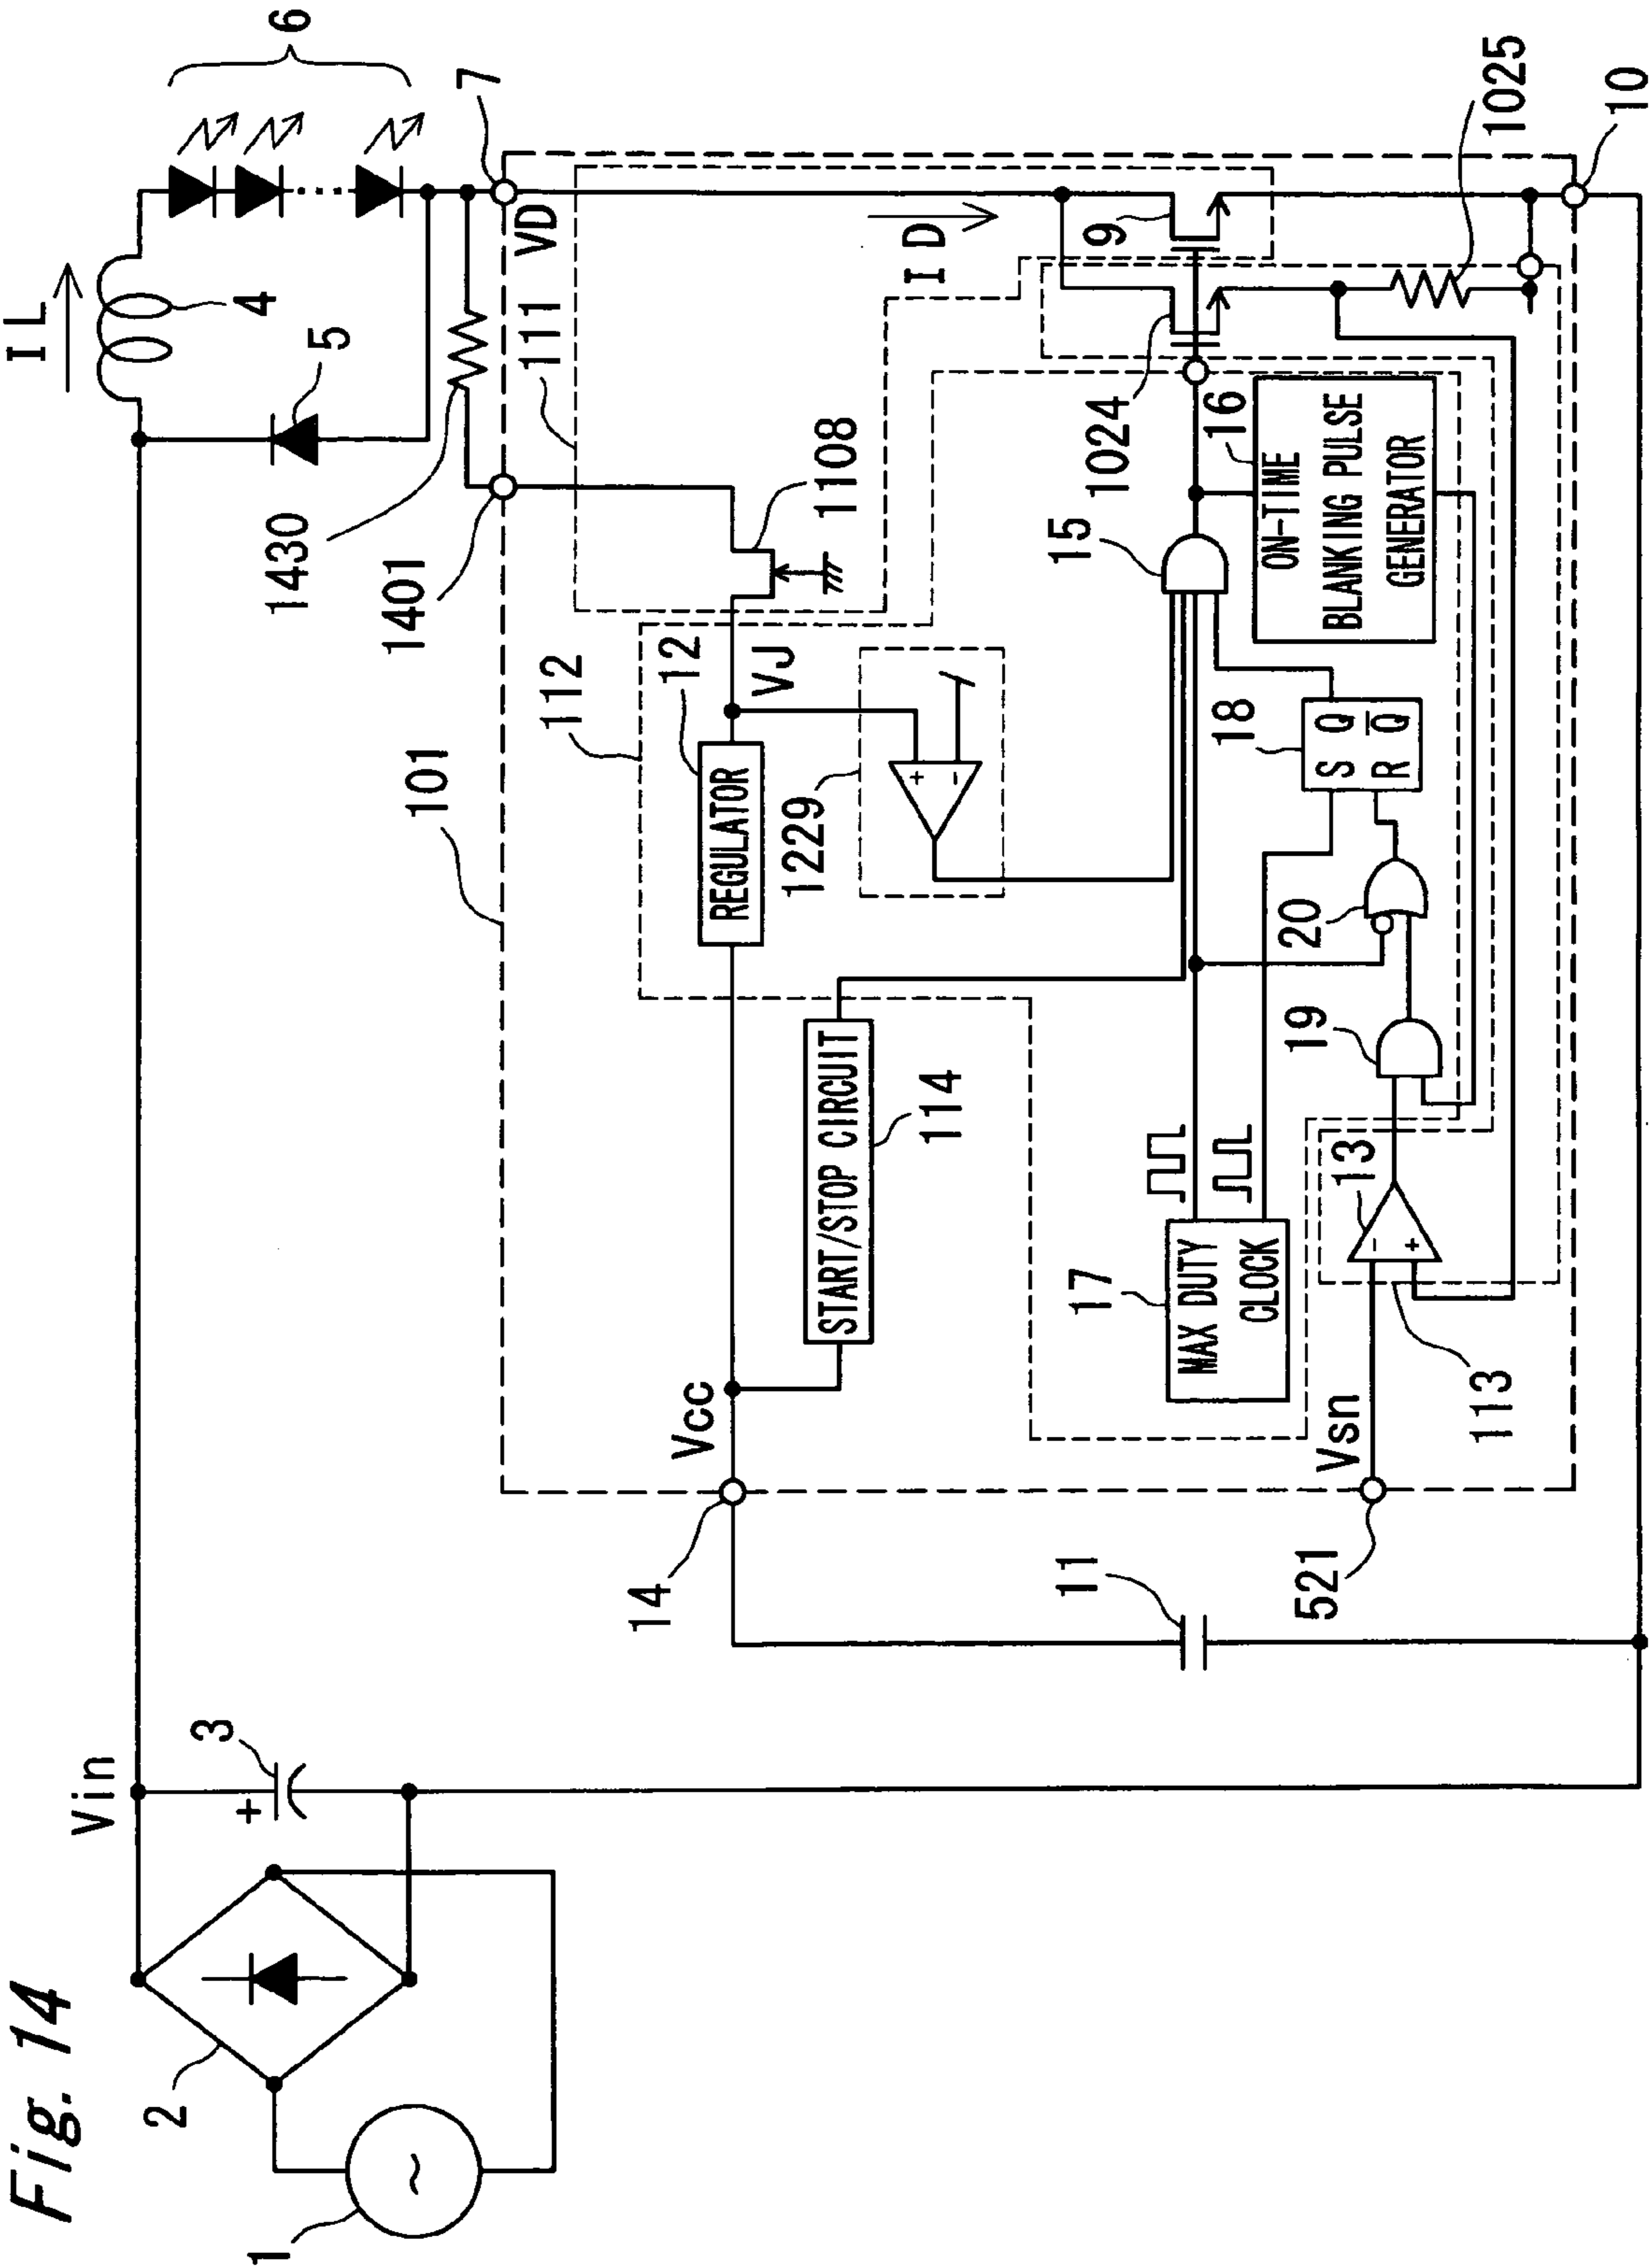 Fig. 14
1
2
Vin
+
3
IL
4
5
6
7
VD
1430
1401
101
111
112
1108
12
REGULATOR
VJ
1229
+
-
ID
9
1024
1025
10
Vcc
14
START/STOP CIRCUIT
114
15
16
ON-TIME
BLANKING PULSE
GENERATOR
17
MAX DUTY
CLOCK
18
S Q
R Q̅
19
20
13
-
+
113
Vsn
521
11
~